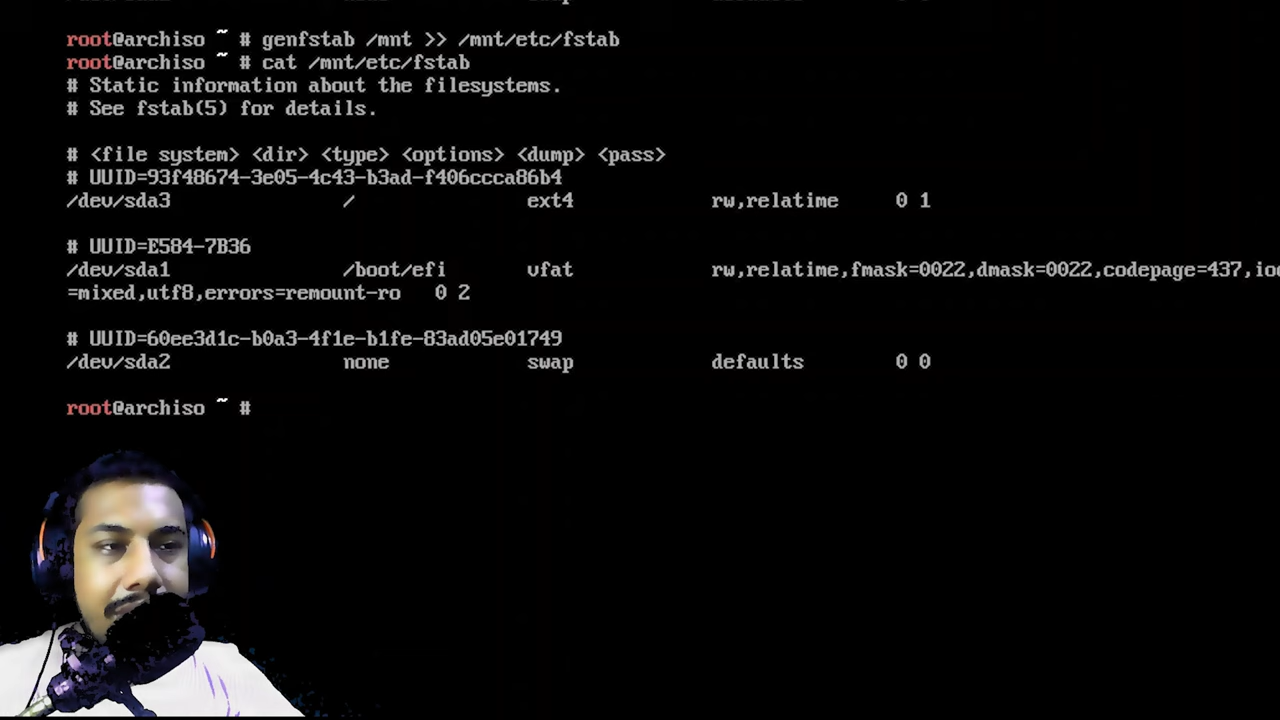 root@archiso ~ # genfstab /mnt >> /mnt/etc/fstab
root@archiso ~ # cat /mnt/etc/fstab
# Static information about the filesystems.
# See fstab(5) for details.
# <file system> <dir> <type> <options> <dump> <pass>
# UUID=93f48674-3e05-4c43-b3ad-f406ccca86b4
/dev/sda3 / ext4 rw,relatime 0 1
# UUID=E584-7B36
/dev/sda1 /boot/efi vfat rw,relatime,fmask=0022,dmask=0022,codepage=437,ioc
=mixed,utf8,errors=remount-ro 0 2
# UUID=60ee3d1c-b0a3-4f1e-b1fe-83ad05e01749
/dev/sda2 none swap defaults 0 0
root@archiso ~ #